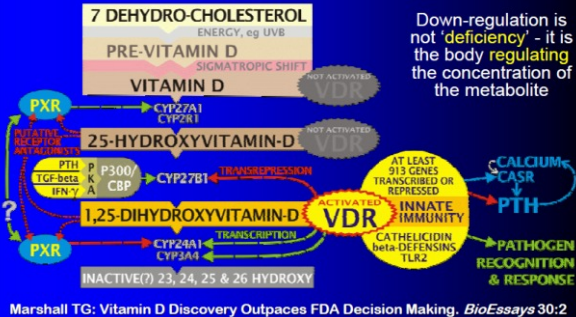 7 DEHYDRO-CHOLESTEROL
ENERGY, eg UVB
PRE-VITAMIN D
SIGMATROPIC SHIFT
VITAMIN D
NOT ACTIVATED
VDR
Down-regulation is
not 'deficiency' - it is
the body regulating
the concentration of
the metabolite
PXR
CYP27A1
CYP2R1
PUTATIVE
RECEPTOR
ANTAGONISTS
25-HYDROXYVITAMIN-D
NOT ACTIVATED
VDR
PTH
TGF-beta
IFN-γ
P
K
A
P300/
CBP
CYP27B1
TRANSREPRESSION
AT LEAST
913 GENES
TRANSCRIBED OR
REPRESSED
CALCIUM
CASR
PTH
?
1,25-DIHYDROXYVITAMIN-D
ACTIVATED
VDR
INNATE
IMMUNITY
PXR
CYP24A1
CYP3A4
TRANSCRIPTION
CATHELICIDIN
beta-DEFENSINS
TLR2
PATHOGEN
RECOGNITION
& RESPONSE
INACTIVE(?) 23, 24, 25 & 26 HYDROXY
Marshall TG: Vitamin D Discovery Outpaces FDA Decision Making. BioEssays 30:2